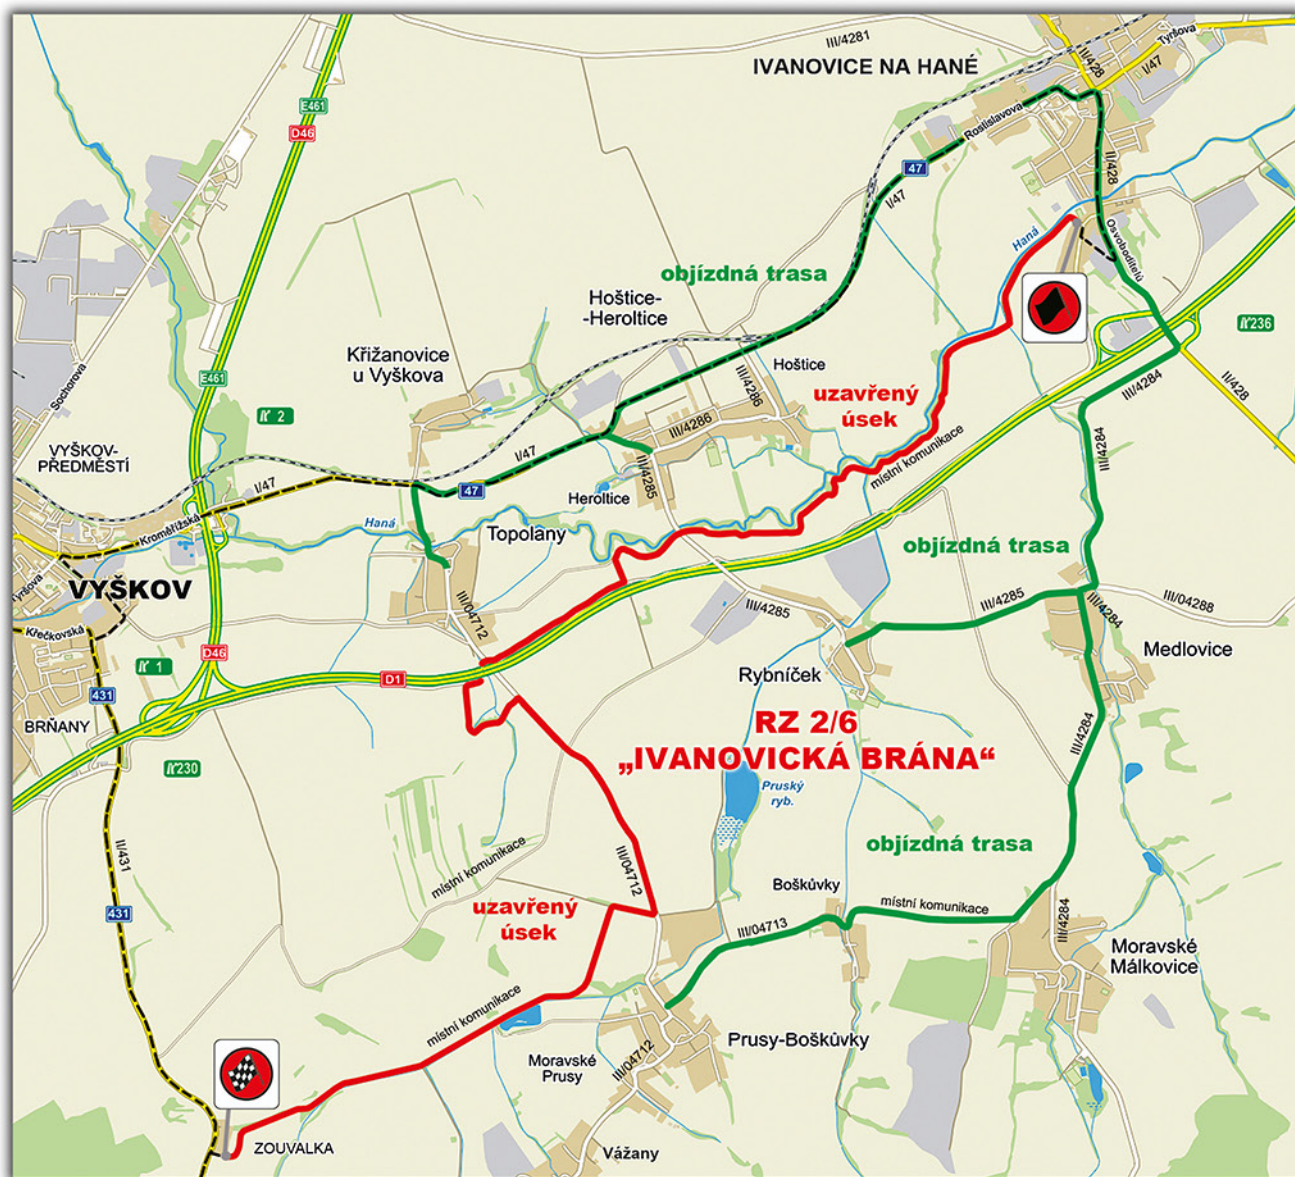 III/4281
IVANOVICE NA HANÉ
II/428
Tyršova
I/47
E461
D46
Rostislavova
47
I/47
II/428
Haná
Osvoboditelů
objízdná trasa
Hoštice-
-Heroltice
236
Křižanovice
u Vyškova
Hoštice
III/4286
E461
Sochorova
III/4284
II/428
uzavřený
úsek
2
III/4286
VYŠKOV-
PŘEDMĚSTÍ
I/47
III/4285
III/4284
místní komunikace
I/47
47
Heroltice
Kroměřížská
Haná
Topolany
objízdná trasa
Tyršova
VYŠKOV
III/04712
III/4285
III/4285
III/4284
III/04288
Křečkovská
D46
1
D1
Rybníček
Medlovice
431
BRŇANY
RZ 2/6
„IVANOVICKÁ BRÁNA“
III/4284
230
Pruský
ryb.
II/431
místní komunikace
III/04712
objízdná trasa
Boškůvky
431
uzavřený
úsek
místní komunikace
III/04713
III/4284
Moravské
Málkovice
místní komunikace
Moravské
Prusy
III/04712
Prusy-Boškůvky
ZOUVALKA
Vážany